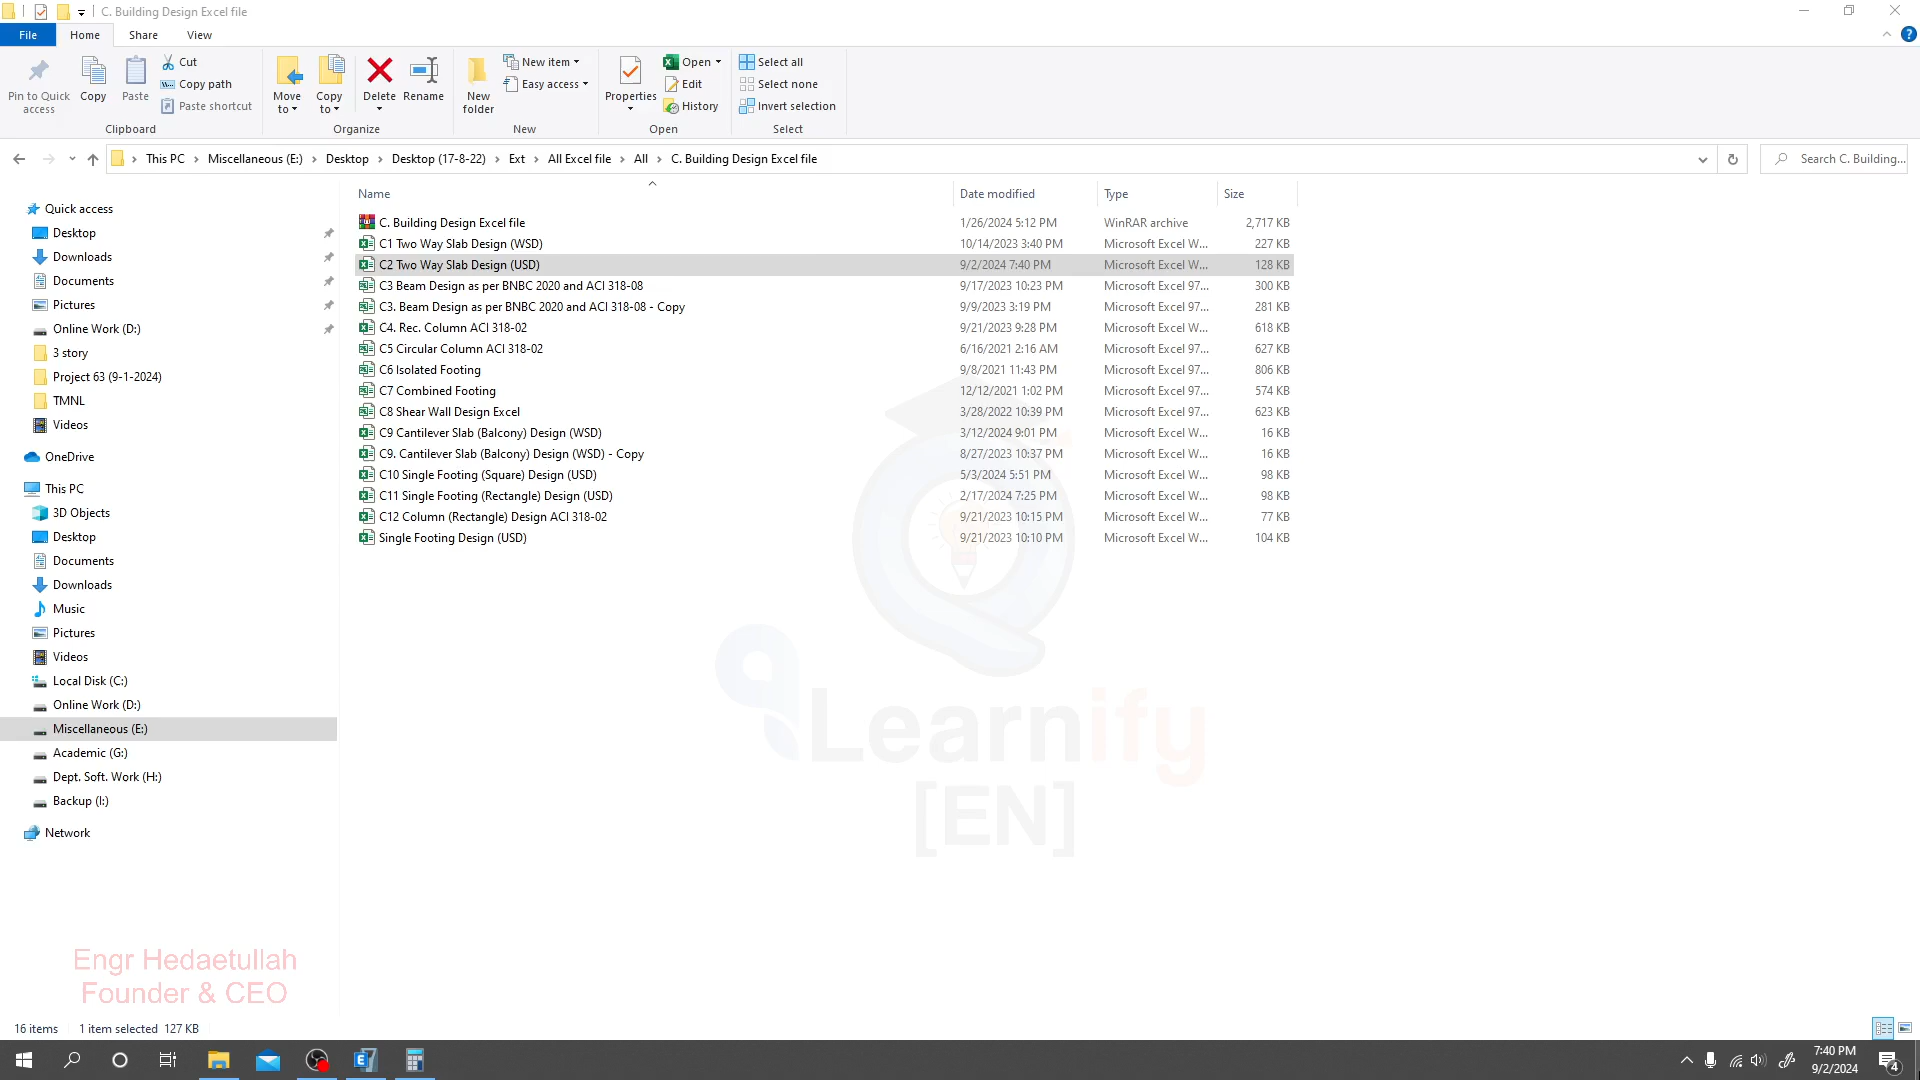 C. Building Design Excel file
File Home Share View
Pin to Quick access
Copy
Paste
Cut
Copy path
Paste shortcut
Clipboard
Move to
Copy to
Delete
Rename
Organize
New folder
New item
Easy access
New
Properties
Open
Edit
History
Open
Select all
Select none
Invert selection
Select
This PC > Miscellaneous (E:) > Desktop > Desktop (17-8-22) > Ext > All Excel file > All > C. Building Design Excel file
Search C. Building...
Quick access
Desktop
Downloads
Documents
Pictures
Online Work (D:)
3 story
Project 63 (9-1-2024)
TMNL
Videos
OneDrive
This PC
3D Objects
Desktop
Documents
Downloads
Music
Pictures
Videos
Local Disk (C:)
Online Work (D:)
Miscellaneous (E:)
Academic (G:)
Dept. Soft. Work (H:)
Backup (I:)
Network
Name Date modified Type Size
C. Building Design Excel file 1/26/2024 5:12 PM WinRAR archive 2,717 KB
C1 Two Way Slab Design (WSD) 10/14/2023 3:40 PM Microsoft Excel W... 227 KB
C2 Two Way Slab Design (USD) 9/2/2024 7:40 PM Microsoft Excel W... 128 KB
C3 Beam Design as per BNBC 2020 and ACI 318-08 9/17/2023 10:23 PM Microsoft Excel 97... 300 KB
C3. Beam Design as per BNBC 2020 and ACI 318-08 - Copy 9/9/2023 3:19 PM Microsoft Excel 97... 281 KB
C4. Rec. Column ACI 318-02 9/21/2023 9:28 PM Microsoft Excel W... 618 KB
C5 Circular Column ACI 318-02 6/16/2021 2:16 AM Microsoft Excel 97... 627 KB
C6 Isolated Footing 9/8/2021 11:43 PM Microsoft Excel 97... 806 KB
C7 Combined Footing 12/12/2021 1:02 PM Microsoft Excel 97... 574 KB
C8 Shear Wall Design Excel 3/28/2022 10:39 PM Microsoft Excel 97... 623 KB
C9 Cantilever Slab (Balcony) Design (WSD) 3/12/2024 9:01 PM Microsoft Excel W... 16 KB
C9. Cantilever Slab (Balcony) Design (WSD) - Copy 8/27/2023 10:37 PM Microsoft Excel W... 16 KB
C10 Single Footing (Square) Design (USD) 5/3/2024 5:51 PM Microsoft Excel W... 98 KB
C11 Single Footing (Rectangle) Design (USD) 2/17/2024 7:25 PM Microsoft Excel W... 98 KB
C12 Column (Rectangle) Design ACI 318-02 9/21/2023 10:15 PM Microsoft Excel W... 77 KB
Single Footing Design (USD) 9/21/2023 10:10 PM Microsoft Excel W... 104 KB
Learnify
[EN]
Engr Hedaetullah
Founder & CEO
16 items 1 item selected 127 KB
7:40 PM
9/2/2024
4